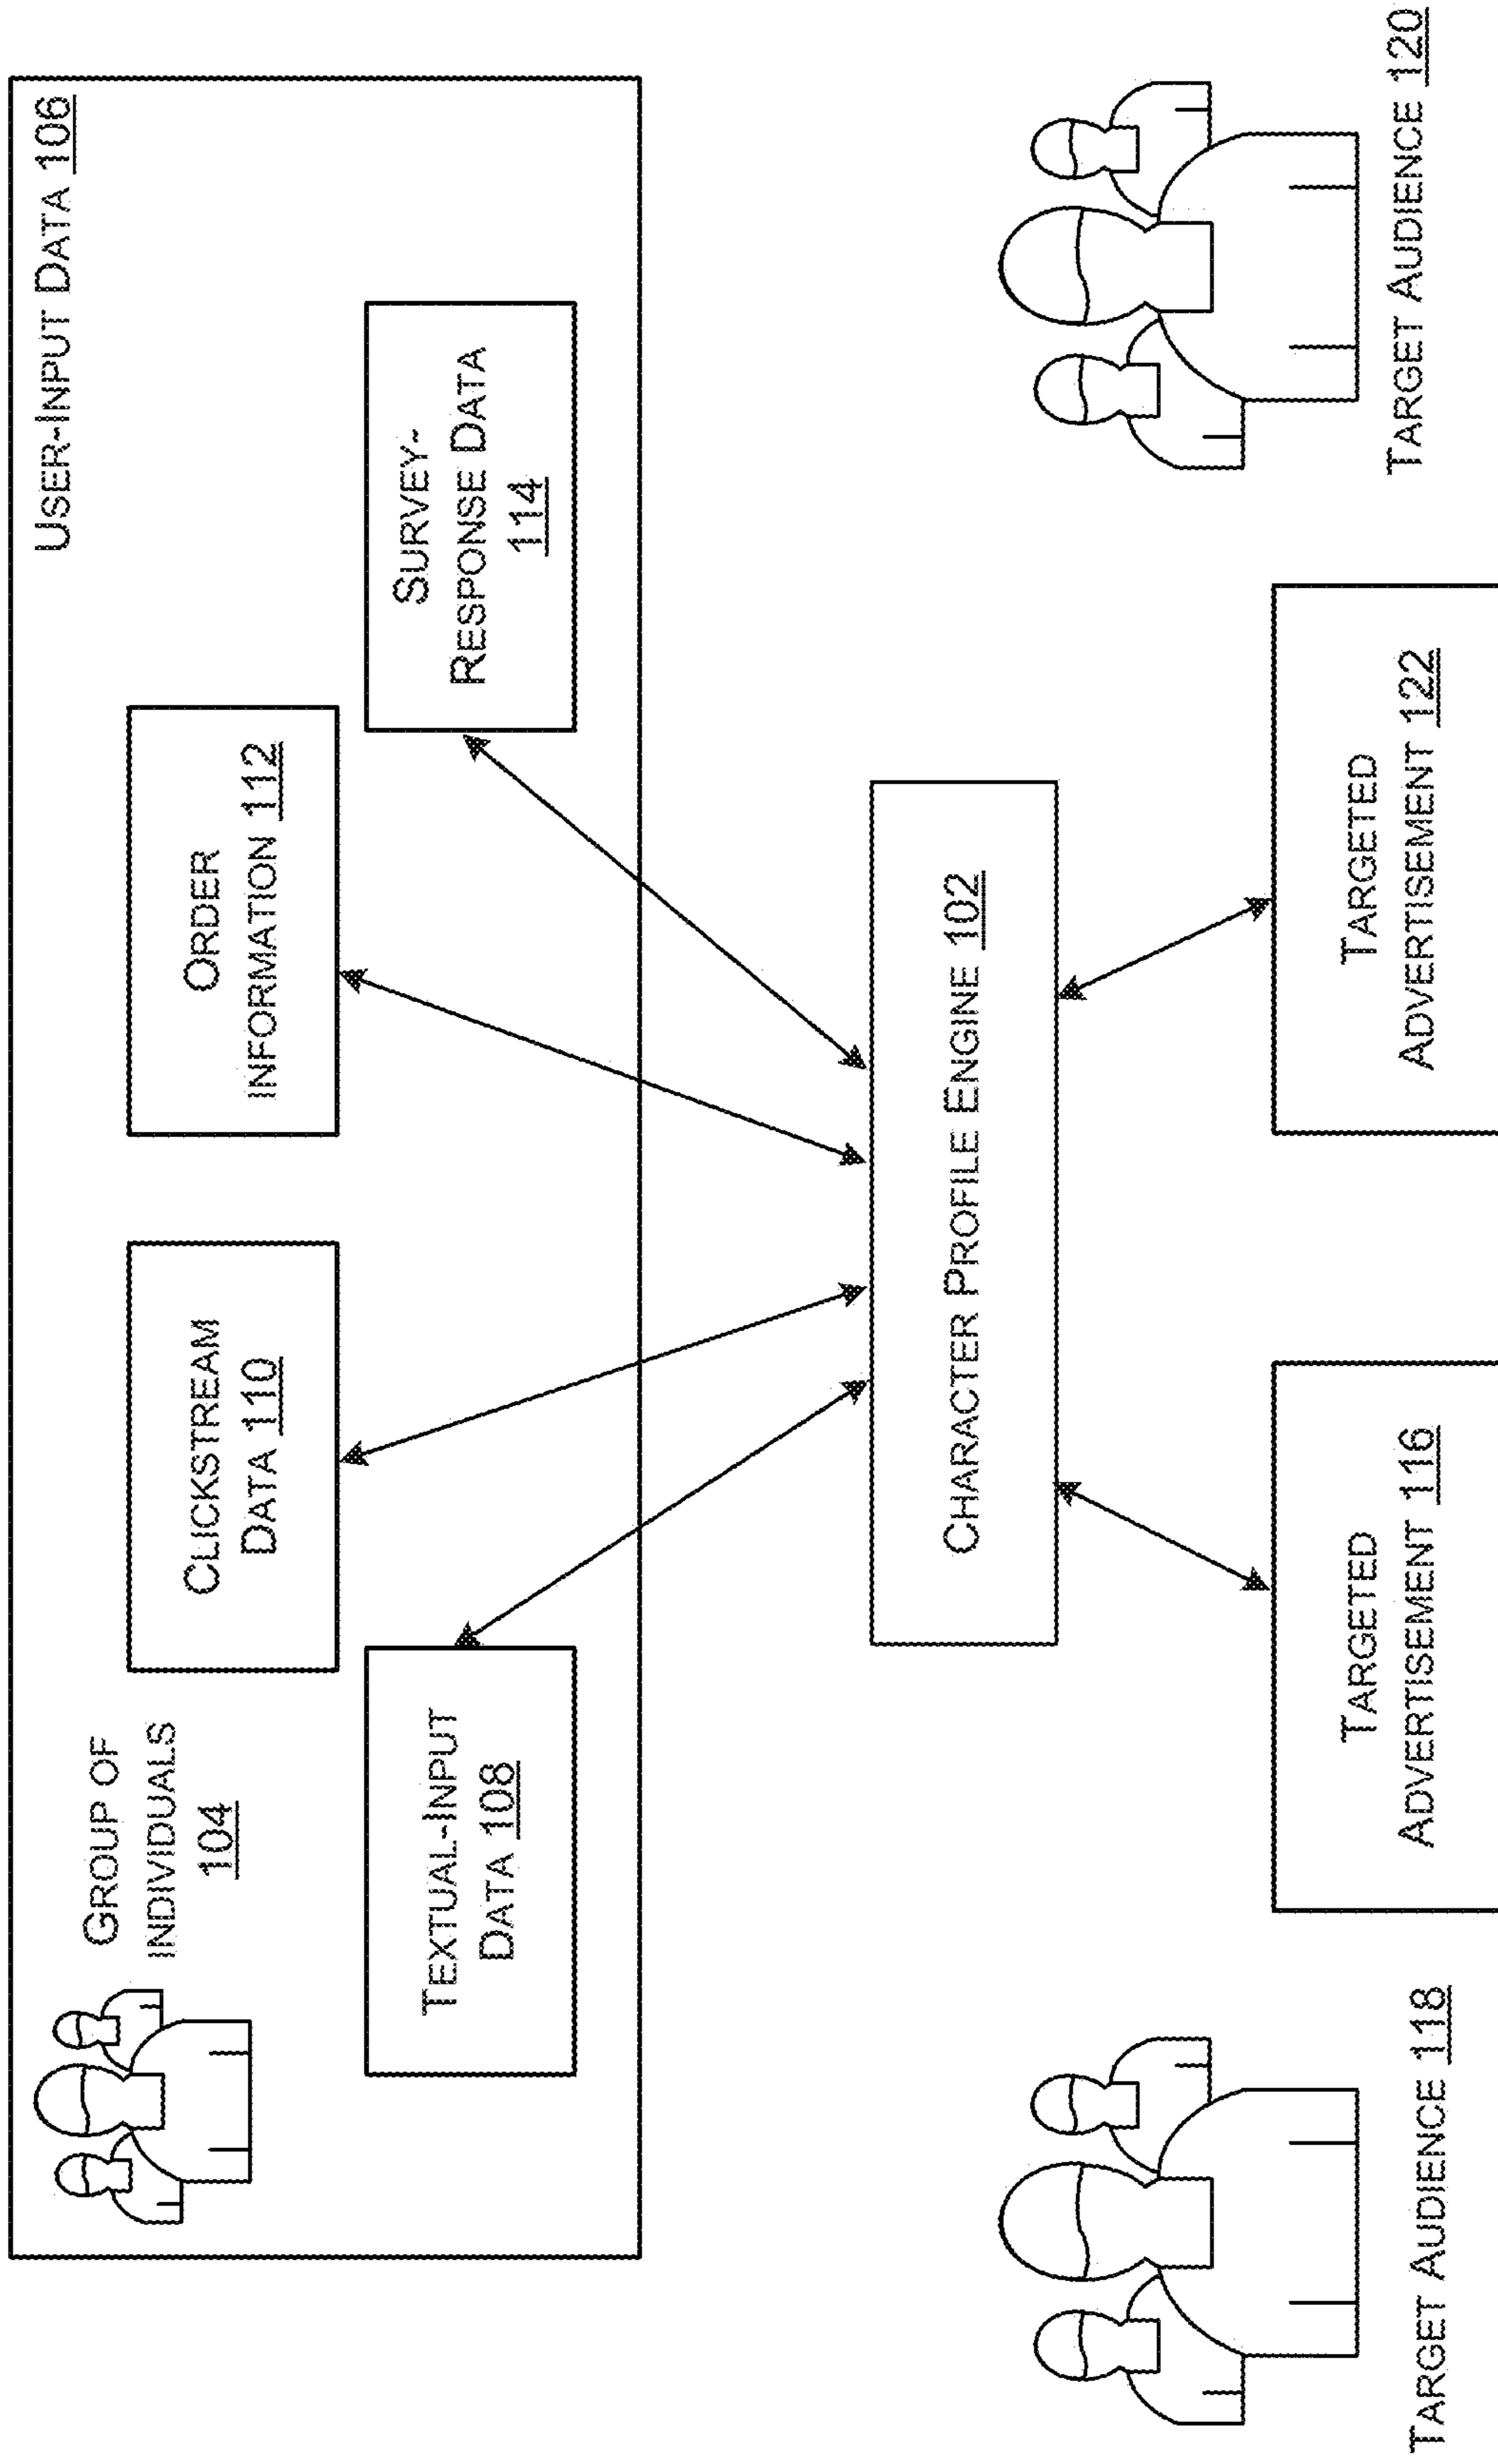 USER-INPUT DATA 106
GROUP OF
INDIVIDUALS
104
CLICKSTREAM
DATA 110
ORDER
INFORMATION 112
TEXTUAL-INPUT
DATA 108
SURVEY-
RESPONSE DATA
114
CHARACTER PROFILE ENGINE 102
TARGET AUDIENCE 118
TARGETED
ADVERTISEMENT 116
TARGETED
ADVERTISEMENT 122
TARGET AUDIENCE 120